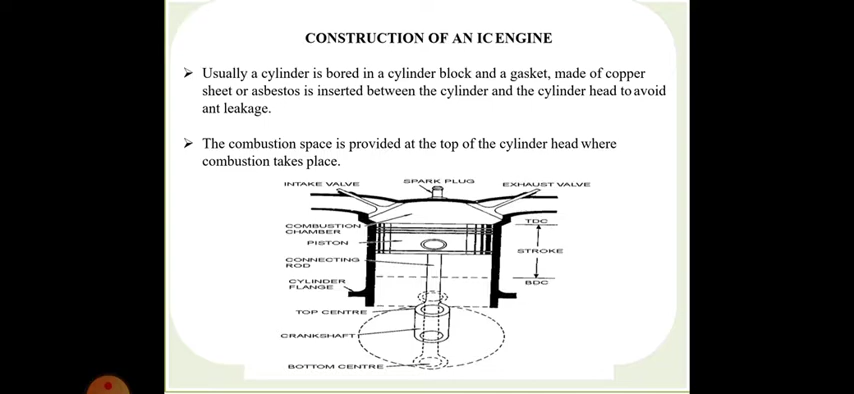 CONSTRUCTION OF AN IC ENGINE
➢ Usually a cylinder is bored in a cylinder block and a gasket, made of copper
sheet or asbestos is inserted between the cylinder and the cylinder head to avoid
ant leakage.
➢ The combustion space is provided at the top of the cylinder head where
combustion takes place.
INTAKE VALVE
SPARK PLUG
EXHAUST VALVE
COMBUSTION
CHAMBER
PISTON
CONNECTING
ROD
CYLINDER
FLANGE
TOP CENTRE
CRANKSHAFT
BOTTOM CENTRE
TDC
STROKE
BDC